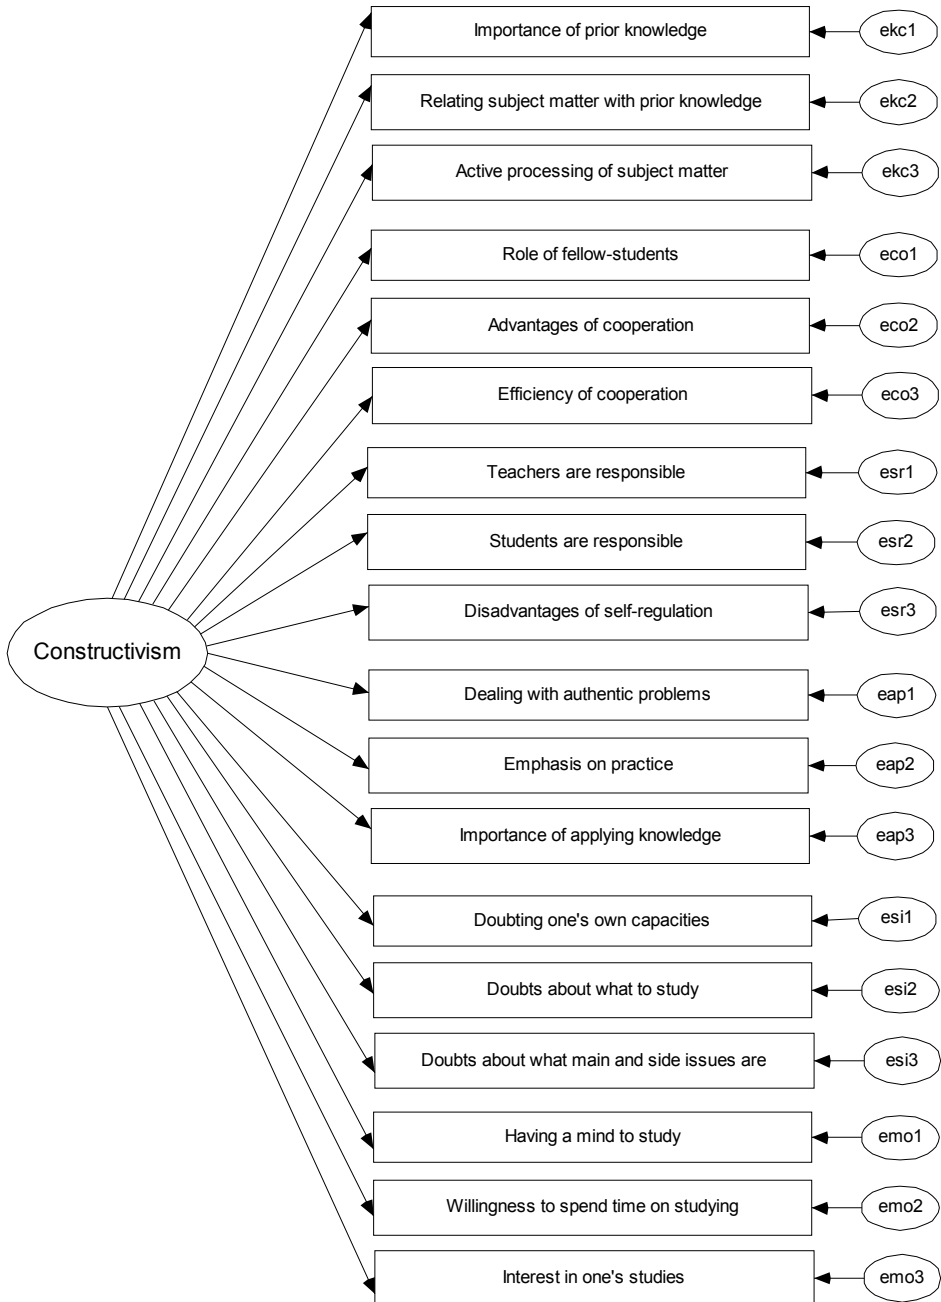 Importance of prior knowledge
ekc1
Relating subject matter with prior knowledge
ekc2
Active processing of subject matter
ekc3
Role of fellow-students
eco1
Advantages of cooperation
eco2
Efficiency of cooperation
eco3
Teachers are responsible
esr1
Students are responsible
esr2
Disadvantages of self-regulation
esr3
Constructivism
Dealing with authentic problems
eap1
Emphasis on practice
eap2
Importance of applying knowledge
eap3
Doubting one's own capacities
esi1
Doubts about what to study
esi2
Doubts about what main and side issues are
esi3
Having a mind to study
emo1
Willingness to spend time on studying
emo2
Interest in one's studies
emo3